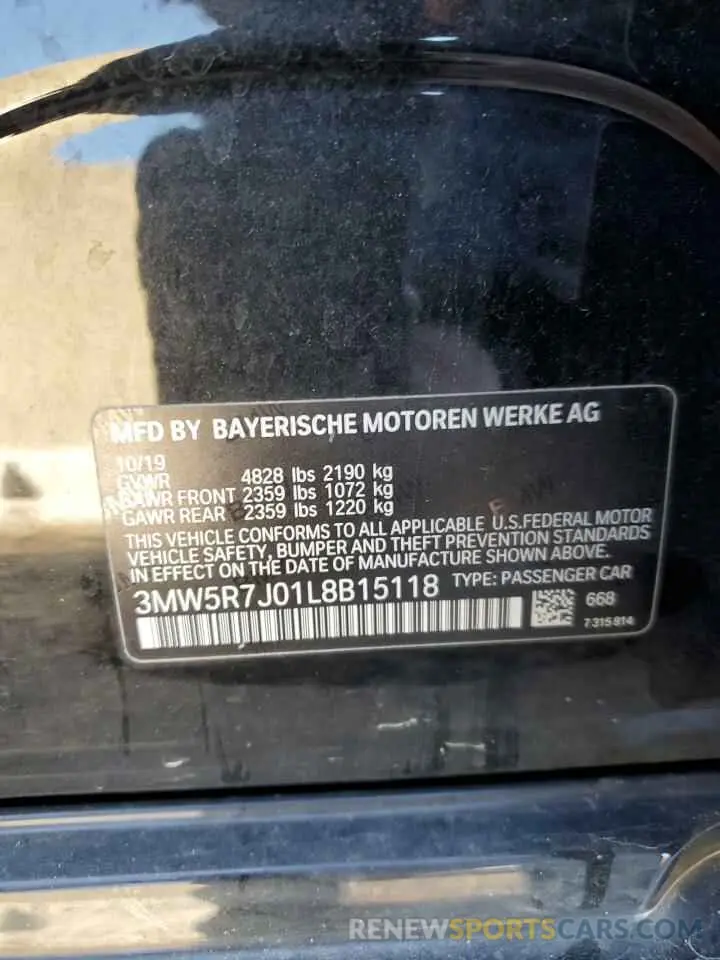 MFD BY BAYERISCHE MOTOREN WERKE AG
10/19
GVWR 4828 lbs 2190 kg
GAWR FRONT 2359 lbs 1072 kg
GAWR REAR 2359 lbs 1220 kg
THIS VEHICLE CONFORMS TO ALL APPLICABLE U.S.FEDERAL MOTOR
VEHICLE SAFETY, BUMPER AND THEFT PREVENTION STANDARDS
IN EFFECT ON THE DATE OF MANUFACTURE SHOWN ABOVE.
3MW5R7J01L8B15118 TYPE: PASSENGER CAR
668
7 315 814
RENEWSPORTSCARS.COM